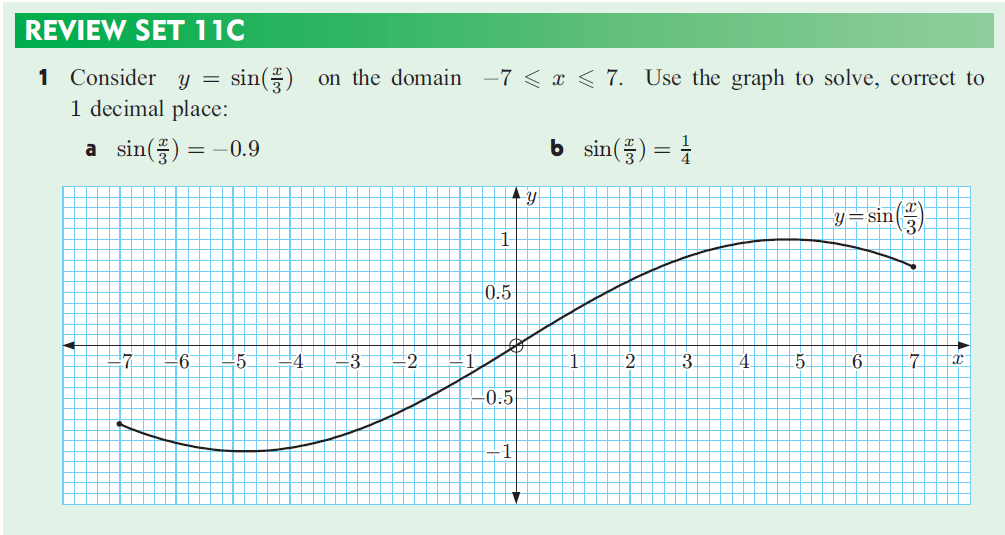 REVIEW SET 11C
1 Consider y = sin(x/3) on the domain −7 ⩽ x ⩽ 7. Use the graph to solve, correct to
1 decimal place:
a sin(x/3) = −0.9 b sin(x/3) = 1/4
y
y = sin(x/3)
1
0.5
−7 −6 −5 −4 −3 −2 −1 1 2 3 4 5 6 7 x
−0.5
−1